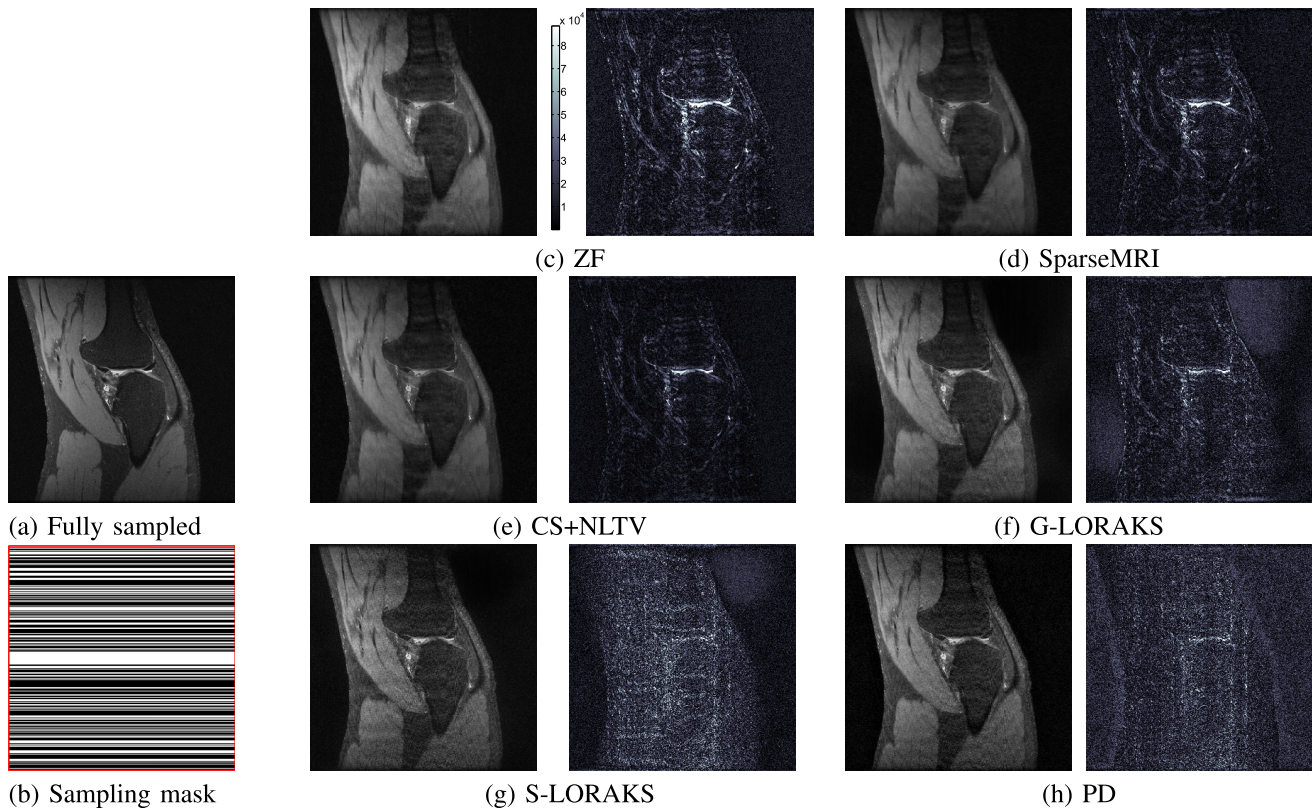 x 10⁴
9
8
7
6
5
4
3
2
1
(c) ZF
(d) SparseMRI
(a) Fully sampled
(e) CS+NLTV
(f) G-LORAKS
(b) Sampling mask
(g) S-LORAKS
(h) PD